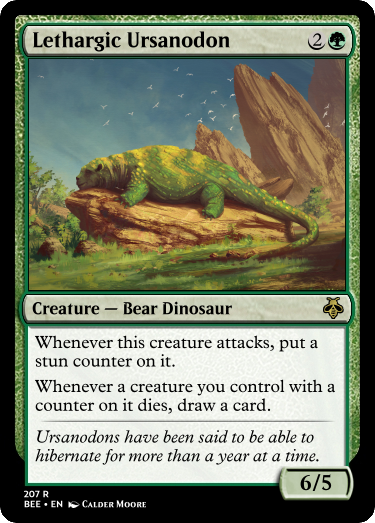 Lethargic Ursanodon 2
Creature — Bear Dinosaur
Whenever this creature attacks, put a
stun counter on it.
Whenever a creature you control with a
counter on it dies, draw a card.
Ursanodons have been said to be able to
hibernate for more than a year at a time.
6/5
207 R
BEE • EN Calder Moore